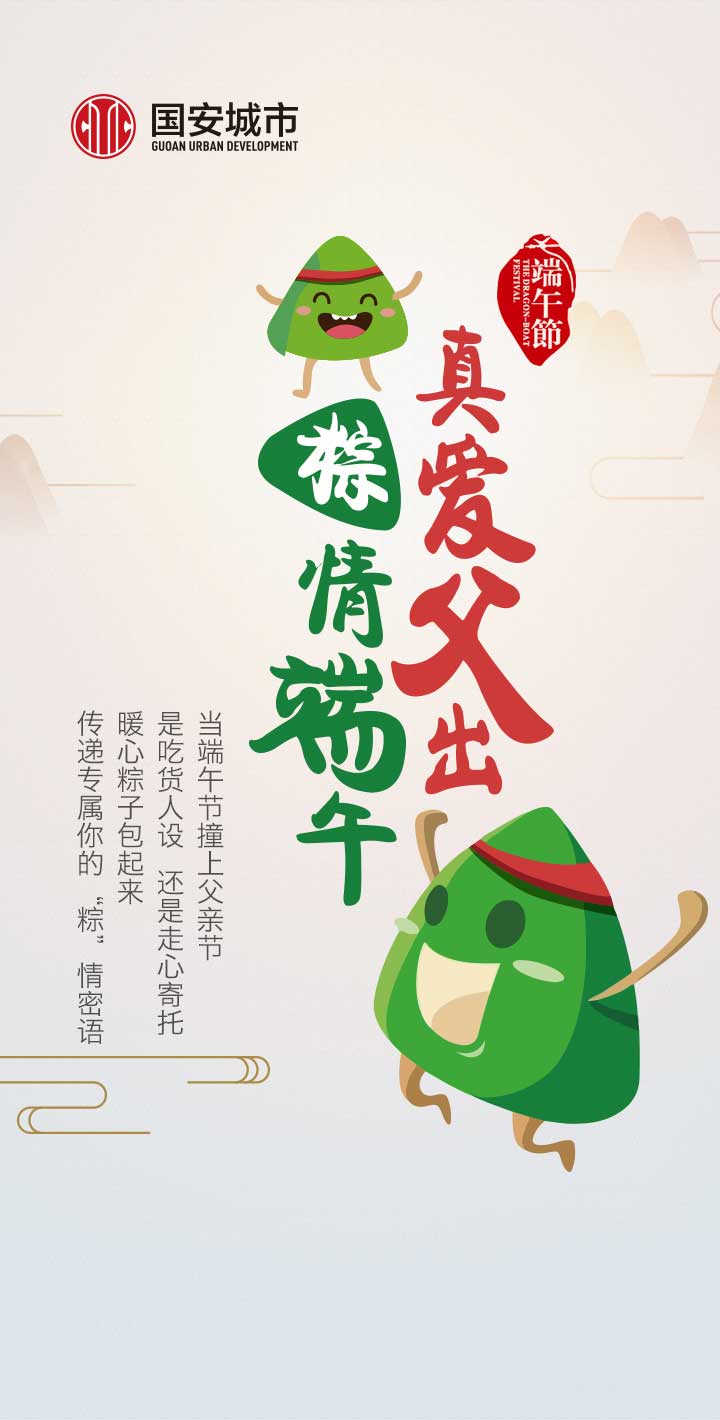 国安城市
GUOAN URBAN DEVELOPMENT
端午節
THE DRAGON-BOAT
FESTIVAL
真爱父出
粽情端午
当端午节撞上父亲节
是吃货人设 还是走心寄托
暖心粽子包起来
传递专属你的“粽”情密语